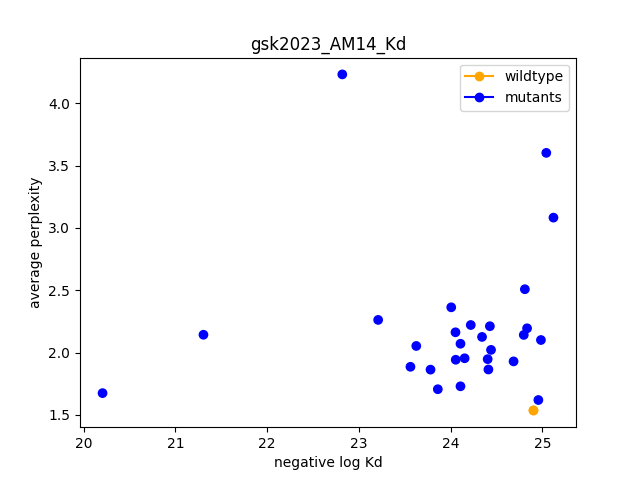 gsk2023_AM14_Kd
wildtype
mutants
average perplexity
4.0
3.5
3.0
2.5
2.0
1.5
20 21 22 23 24 25
negative log Kd